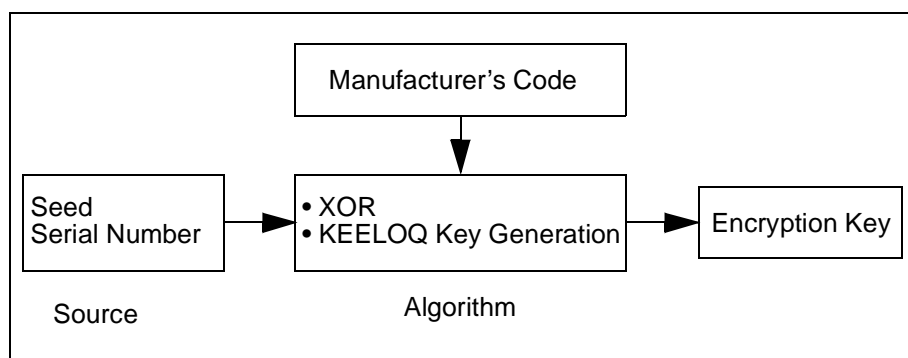 Manufacturer's Code
Seed
Serial Number
• XOR
• KEELOQ Key Generation
Encryption Key
Source
Algorithm